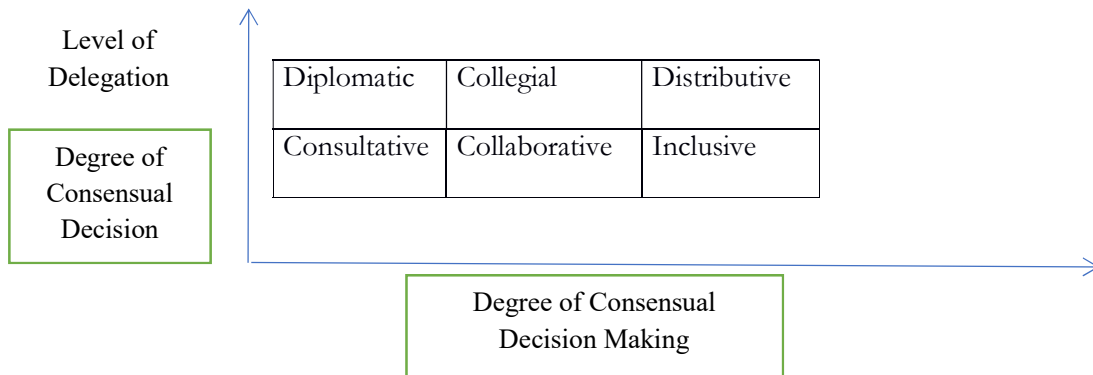 Level of
Delegation
Diplomatic Collegial Distributive
Consultative Collaborative Inclusive
Degree of
Consensual
Decision
Degree of Consensual
Decision Making